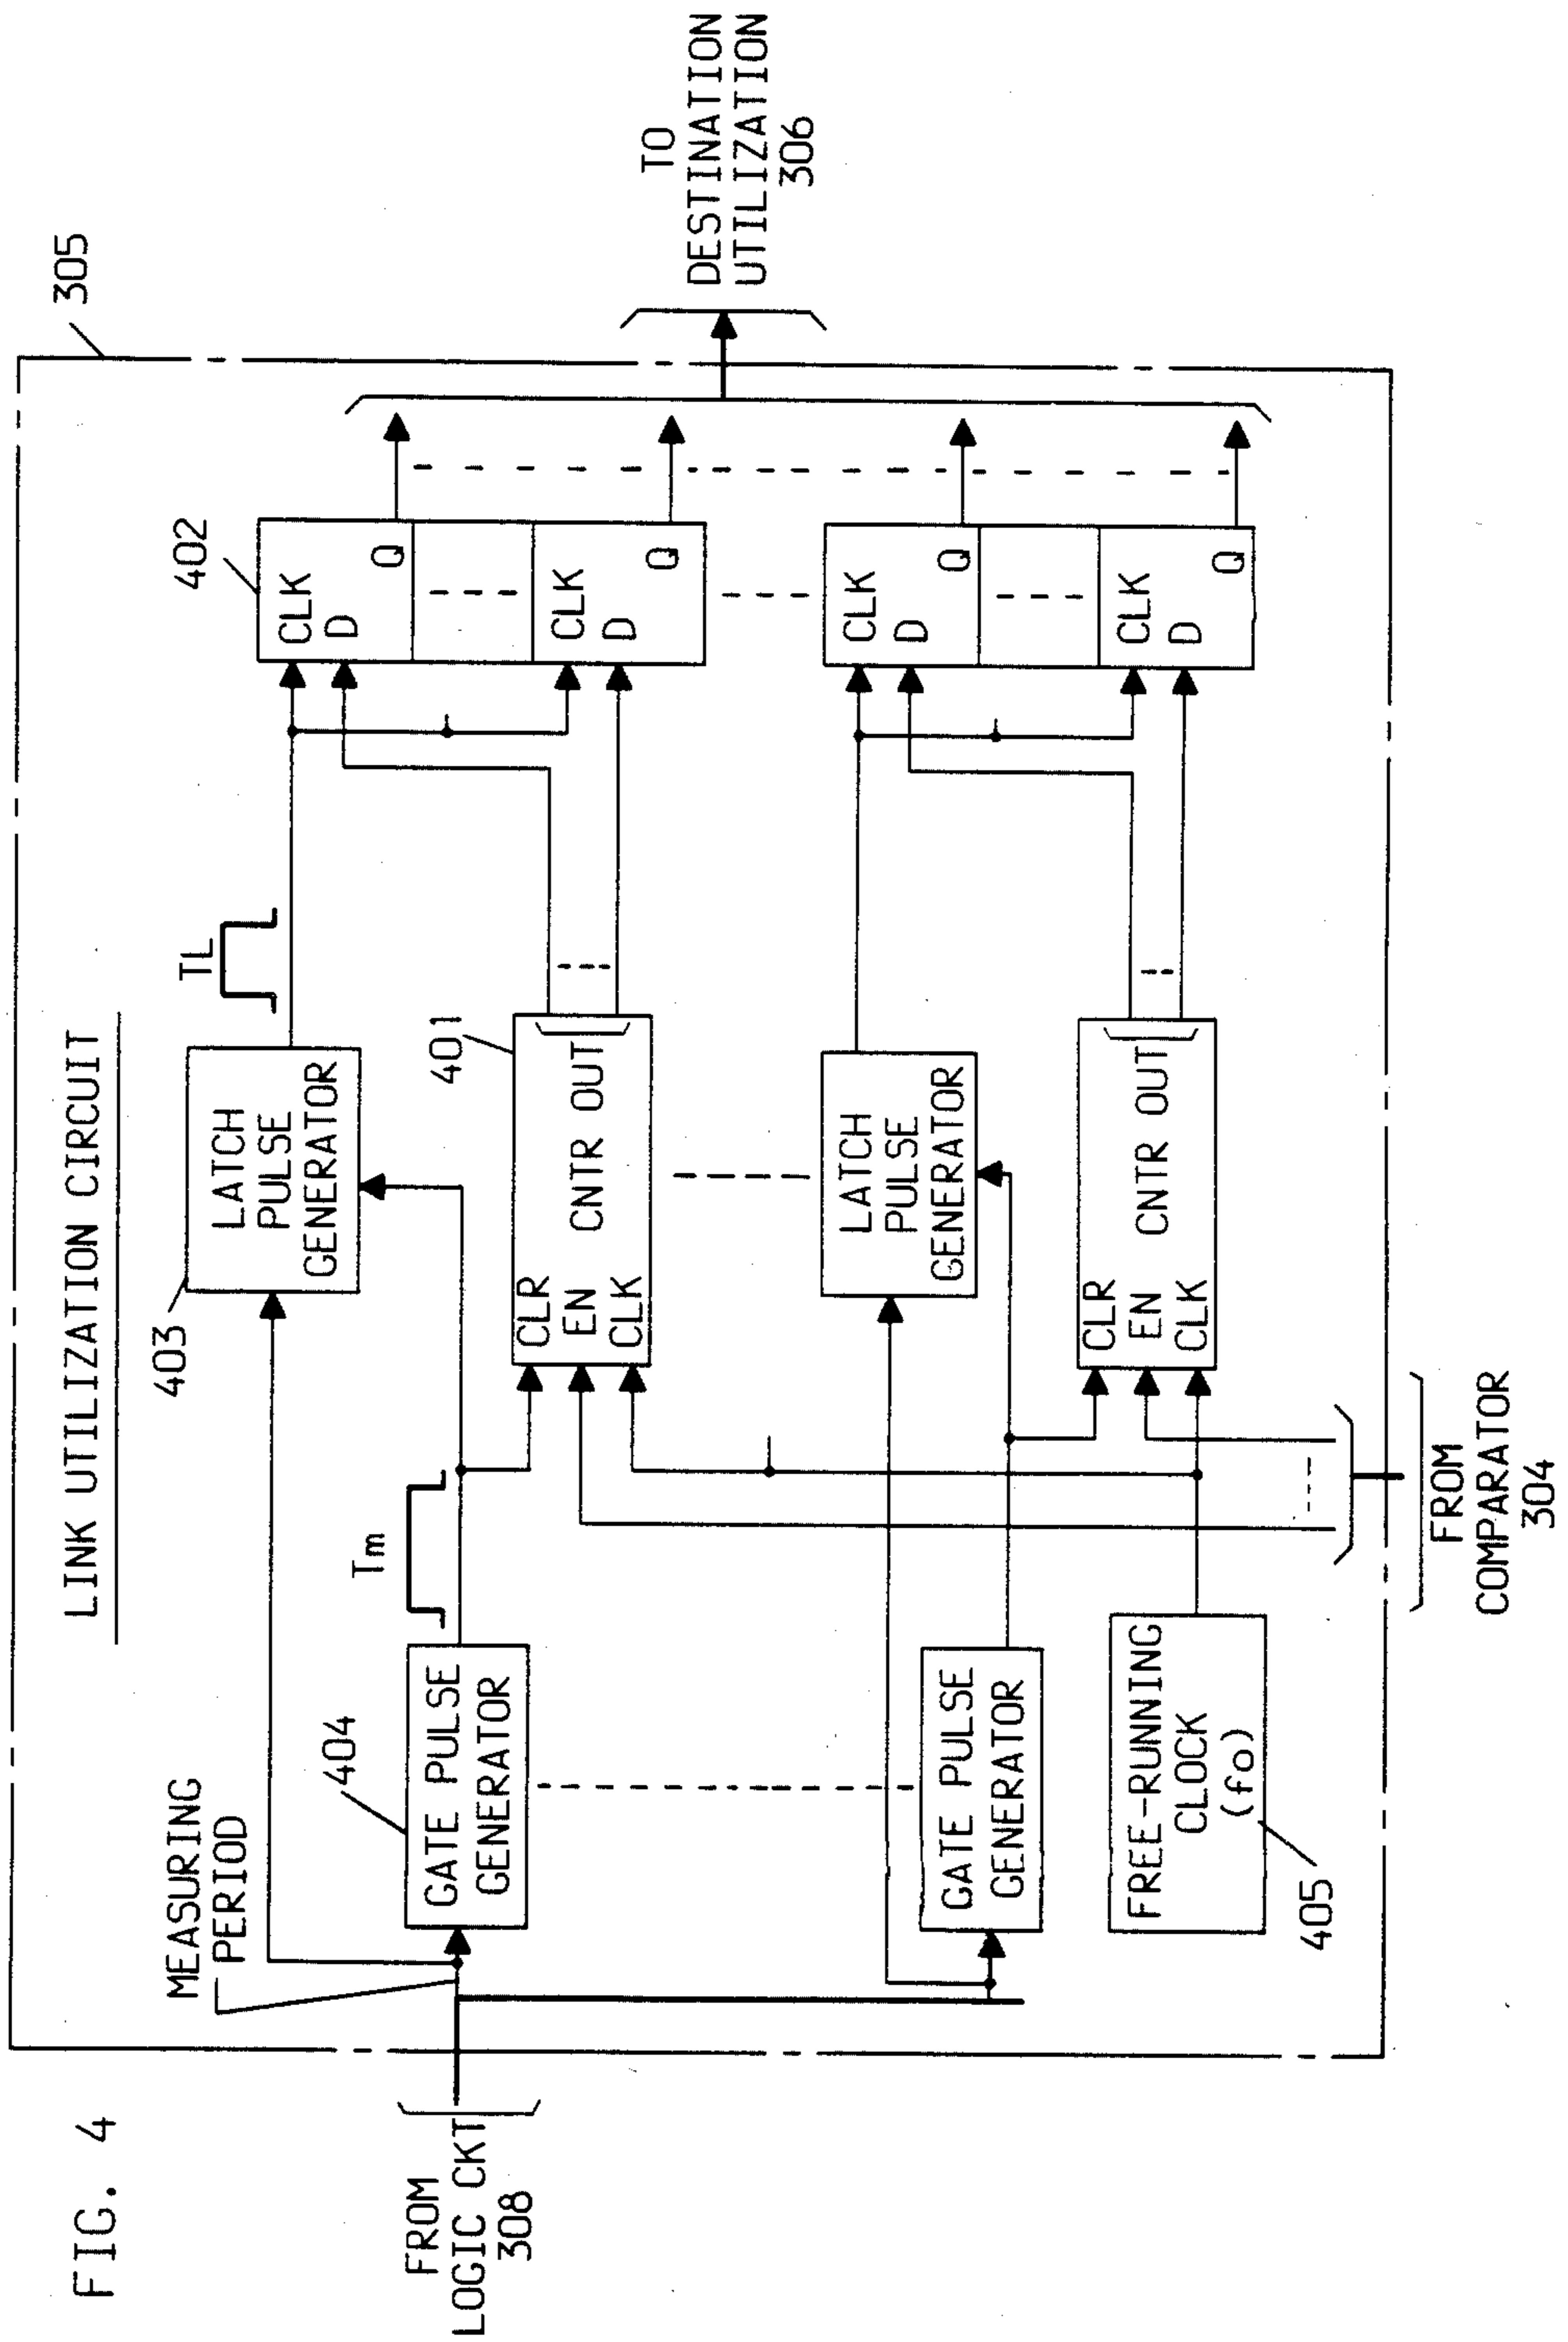 FIG. 4
LINK UTILIZATION CIRCUIT
305
MEASURING
PERIOD
403
LATCH
PULSE
GENERATOR
TL
402
CLK
D
Q
CLK
D
Q
404
GATE PULSE
GENERATOR
Tm
401
CLR
EN
CLK
CNTR OUT
FROM
LOGIC CKT
308
TO
DESTINATION
UTILIZATION
306
LATCH
PULSE
GENERATOR
CLK
D
Q
CLK
D
Q
GATE PULSE
GENERATOR
CLR
EN
CLK
CNTR OUT
FREE-RUNNING
CLOCK
(fo)
405
FROM
COMPARATOR
304